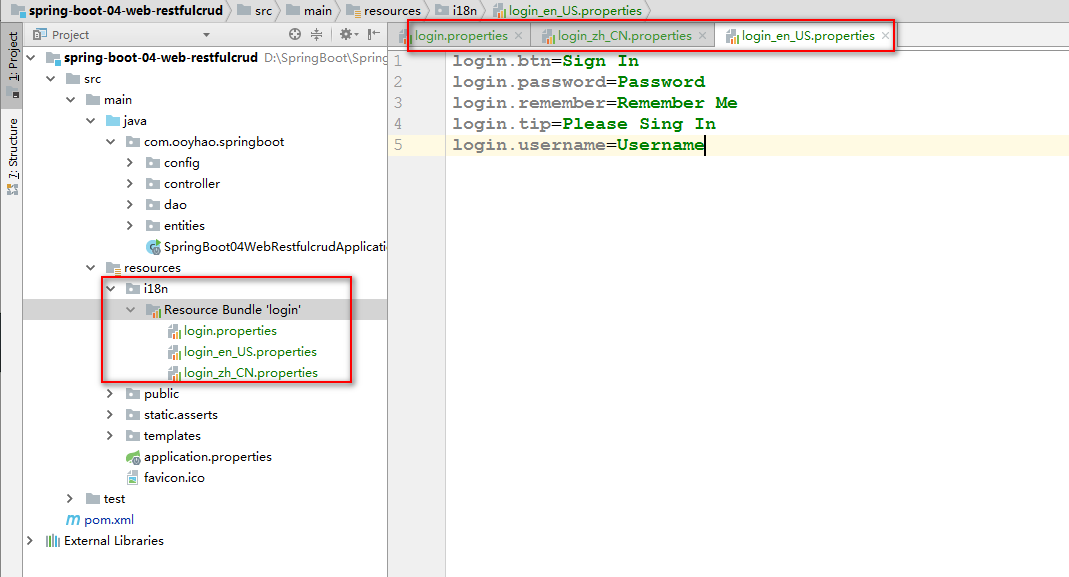 spring-boot-04-web-restfulcrud src main resources i18n login_en_US.properties
1: Project
7: Structure
Project
login.properties login_zh_CN.properties login_en_US.properties
spring-boot-04-web-restfulcrud D:\SpringBoot\Spring
src
main
java
com.ooyhao.springboot
config
controller
dao
entities
SpringBoot04WebRestfulcrudApplicati
resources
i18n
Resource Bundle 'login'
login.properties
login_en_US.properties
login_zh_CN.properties
public
static.asserts
templates
application.properties
favicon.ico
test
pom.xml
External Libraries
1 login.btn=Sign In
2 login.password=Password
3 login.remember=Remember Me
4 login.tip=Please Sing In
5 login.username=Username